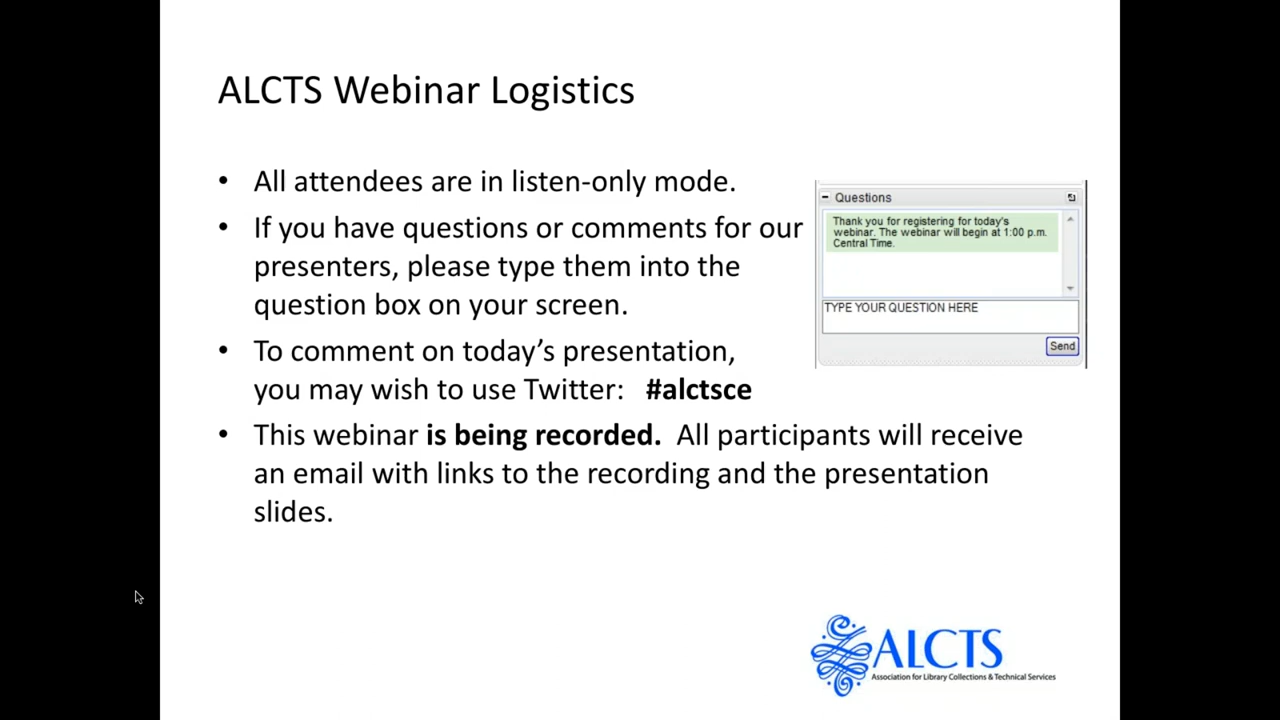 ALCTS Webinar Logistics
• All attendees are in listen-only mode.
• If you have questions or comments for our
presenters, please type them into the
question box on your screen.
• To comment on today’s presentation,
you may wish to use Twitter: #alctsce
• This webinar is being recorded. All participants will receive
an email with links to the recording and the presentation
slides.
Questions
Thank you for registering for today's
webinar. The webinar will begin at 1:00 p.m.
Central Time.
TYPE YOUR QUESTION HERE
Send
ALCTS
Association for Library Collections & Technical Services